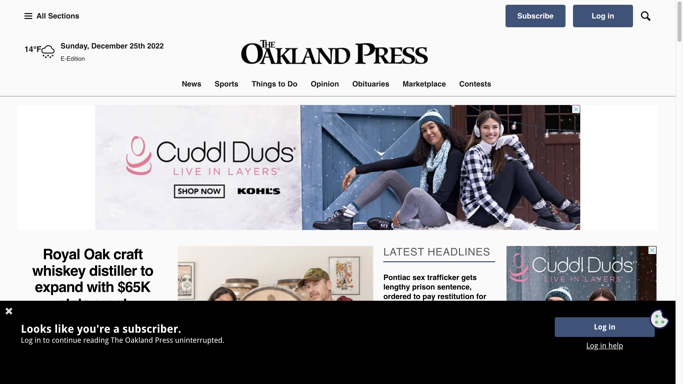 All Sections
Subscribe
Log in
14°F
Sunday, December 25th 2022
E-Edition
THE OAKLAND PRESS
News
Sports
Things to Do
Opinion
Obituaries
Marketplace
Contests
Cuddl Duds®
LIVE IN LAYERS®
SHOP NOW
KOHL'S
Royal Oak craft
whiskey distiller to
expand with $65K
LATEST HEADLINES
Pontiac sex trafficker gets
lengthy prison sentence,
ordered to pay restitution for
Cuddl Duds
LIVE IN LAYERS
Looks like you're a subscriber.
Log in to continue reading The Oakland Press uninterrupted.
Log in
Log in help